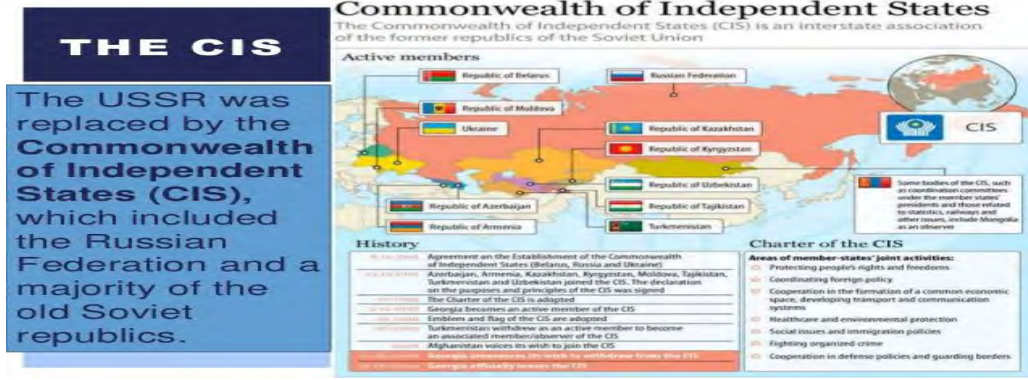 THE CIS
The USSR was
replaced by the
Commonwealth
of Independent
States (CIS),
which included
the Russian
Federation and a
majority of the
old Soviet
republics.
Commonwealth of Independent States
The Commonwealth of Independent States (CIS) is an interstate association
of the former republics of the Soviet Union
Active members
Republic of Belarus
Russian Federation
Republic of Moldova
Ukraine
Republic of Kazakhstan
Republic of Kyrgyzstan
Republic of Uzbekistan
Republic of Azerbaijan
Republic of Tajikistan
Republic of Armenia
Turkmenistan
CIS
Some bodies of the CIS, such
as coordination committees
under the member states'
presidents and those related
to statistics, railways and
other issues, include Mongolia
as an observer
History
Agreement on the Establishment of the Commonwealth
of Independent States (Belarus, Russia and Ukraine)
Azerbaijan, Armenia, Kazakhstan, Kyrgyzstan, Moldova, Tajikistan,
Turkmenistan and Uzbekistan joined the CIS. The declaration
on the purposes and principles of the CIS was signed
The Charter of the CIS is adopted
Georgia becomes an active member of the CIS
Emblem and flag of the CIS are adopted
Turkmenistan withdrew as an active member to become
an associated member/observer of the CIS
Afghanistan voices its wish to join the CIS
Georgia announces its wish to withdraw from the CIS
Georgia officially leaves the CIS
Charter of the CIS
Areas of member-states' joint activities:
Protecting people's rights and freedoms
Coordinating foreign policy
Cooperation in the formation of a common economic
space, developing transport and communication
systems
Healthcare and environmental protection
Social issues and immigration policies
Fighting organized crime
Cooperation in defense policies and guarding borders